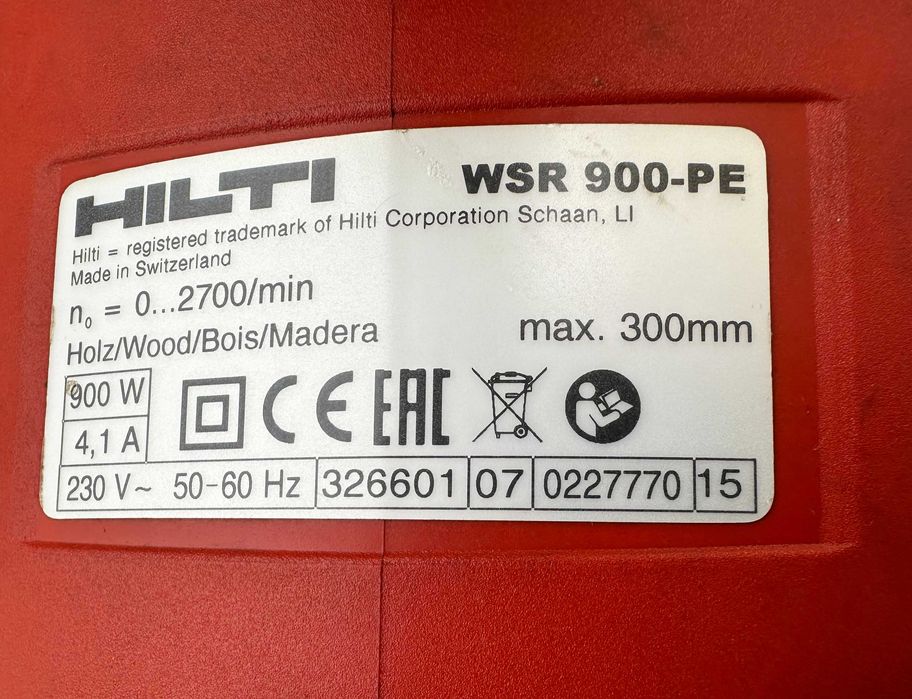 HILTI WSR 900-PE
Hilti = registered trademark of Hilti Corporation Schaan, LI
Made in Switzerland
n₀ = 0...2700/min
Holz/Wood/Bois/Madera max. 300mm
900 W
4,1 A
CE EAC
230 V~ 50-60 Hz 326601 07 0227770 15